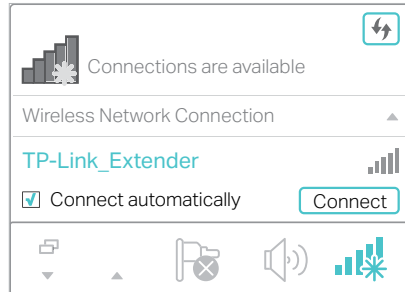 Connections are available
Wireless Network Connection
TP-Link_Extender
Connect automatically
Connect